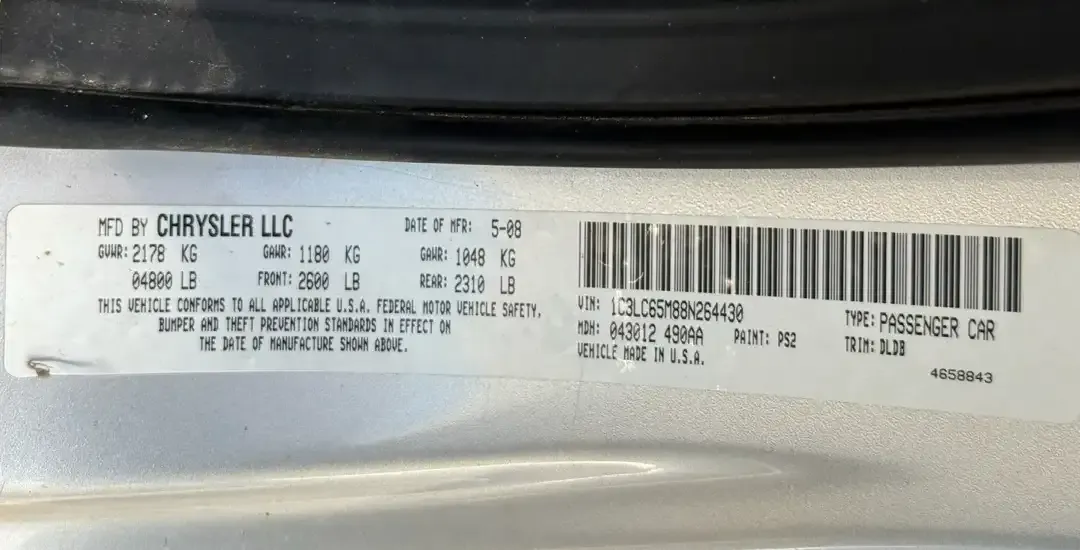 MFD BY CHRYSLER LLC DATE OF MFR: 5-08
GVWR: 2178 KG GAWR: 1180 KG GAWR: 1048 KG
04800 LB FRONT: 2600 LB REAR: 2310 LB
THIS VEHICLE CONFORMS TO ALL APPLICABLE U.S.A. FEDERAL MOTOR VEHICLE SAFETY,
BUMPER AND THEFT PREVENTION STANDARDS IN EFFECT ON
THE DATE OF MANUFACTURE SHOWN ABOVE.
VIN: 1C3LC65M88N264430 TYPE: PASSENGER CAR
MDH: 043012 490AA PAINT: PS2 TRIM: DLDB
VEHICLE MADE IN U.S.A.
4658843